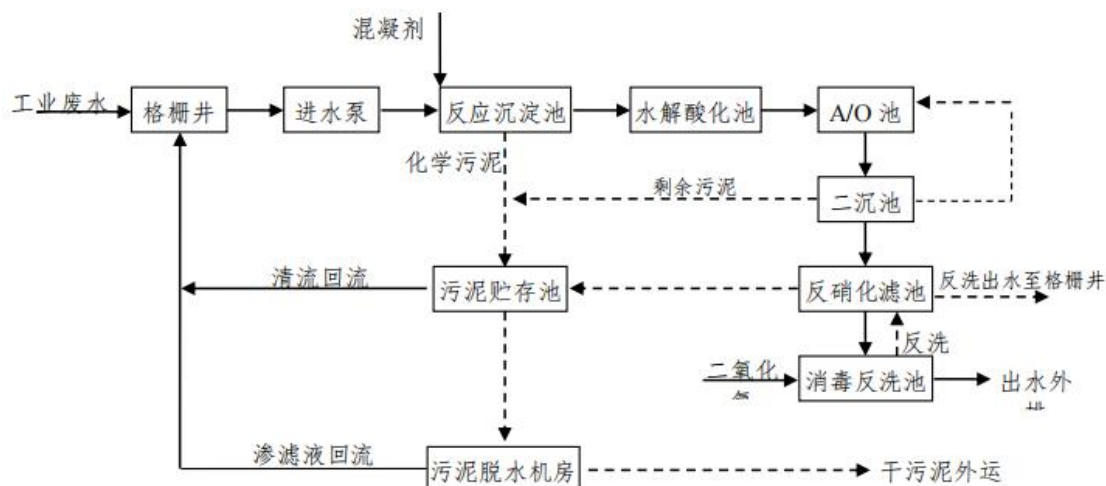 混凝剂
工业废水
格栅井
进水泵
反应沉淀池
水解酸化池
A/O 池
化学污泥
剩余污泥
二沉池
清流回流
污泥贮存池
反硝化滤池
反洗出水至格栅井
反洗
二氧化
消毒反洗池
出水外
渗滤液回流
污泥脱水机房
干污泥外运